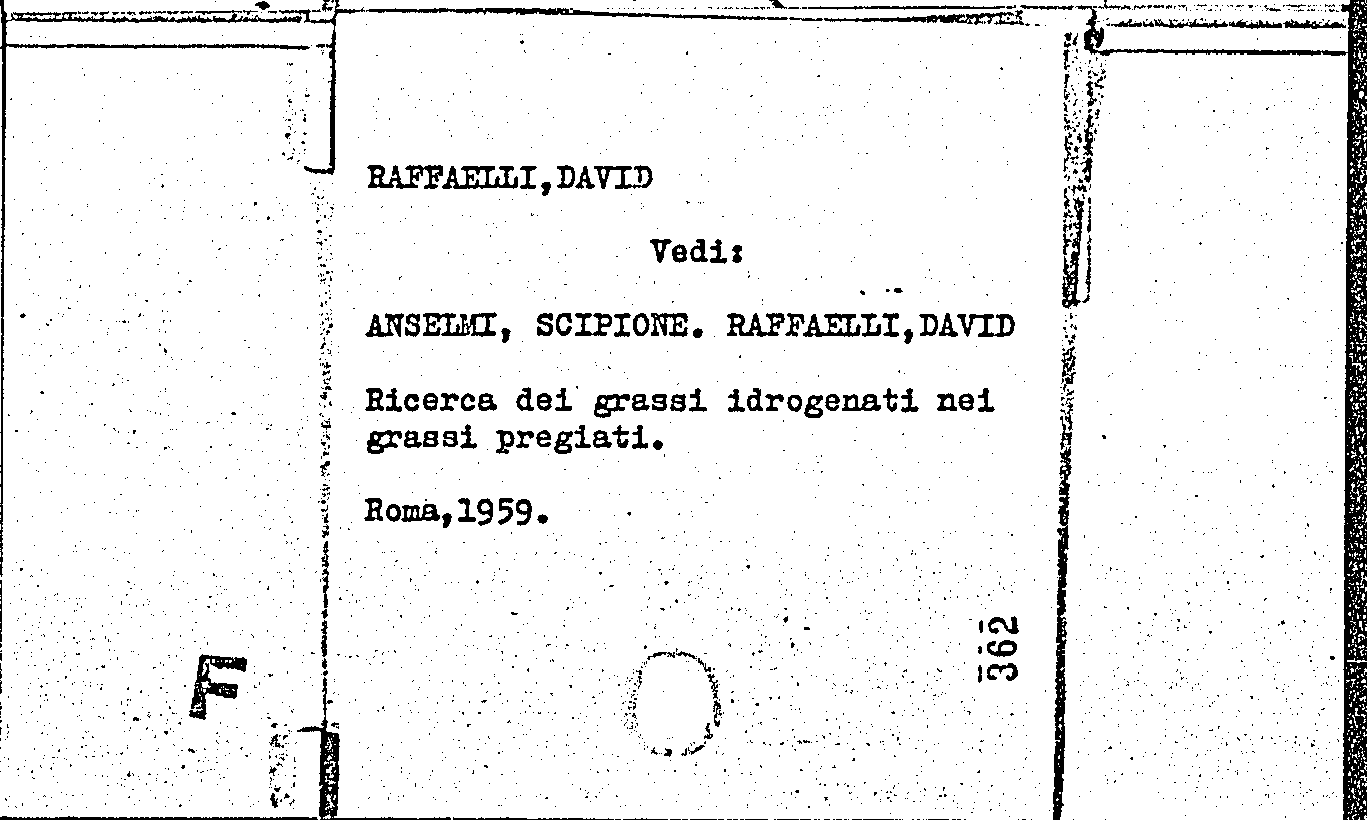 RAFFAELLI,DAVID
Vedi:
ANSELMI, SCIPIONE. RAFFAELLI,DAVID
Ricerca dei grassi idrogenati nei
grassi pregiati.
Roma,1959.
362
F